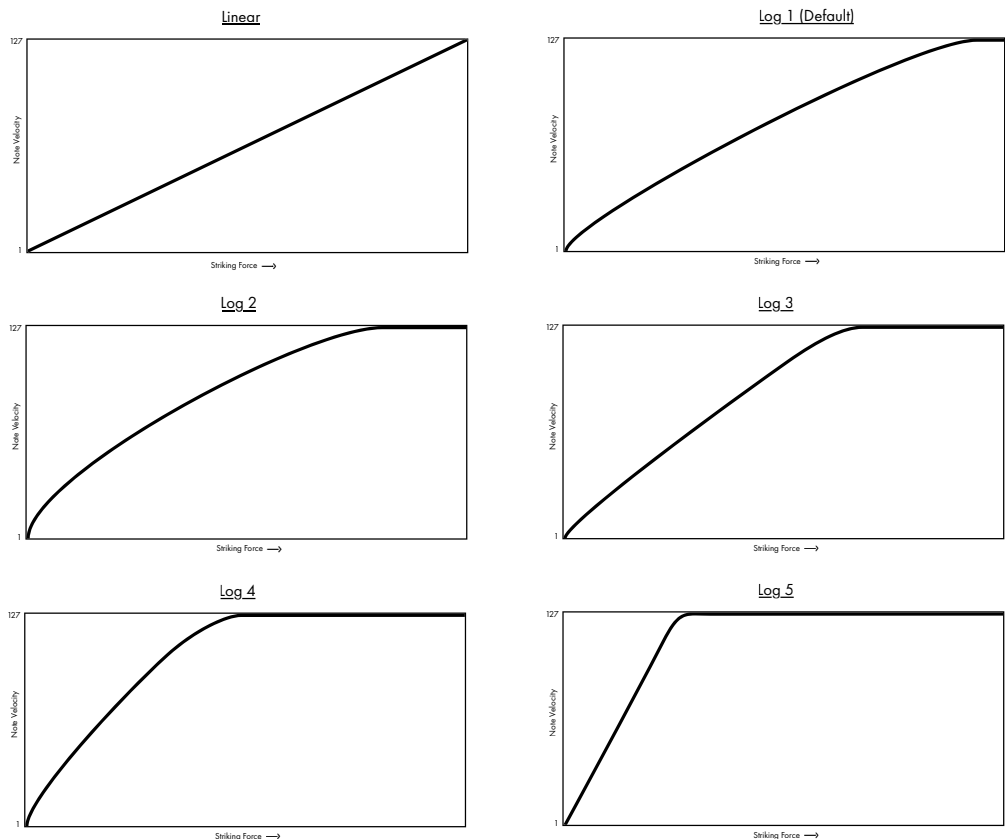 Linear
127
Note Velocity
1
Striking Force →
Log 1 (Default)
127
Note Velocity
1
Striking Force →
Log 2
127
Note Velocity
1
Striking Force →
Log 3
127
Note Velocity
1
Striking Force →
Log 4
127
Note Velocity
1
Striking Force →
Log 5
127
Note Velocity
1
Striking Force →